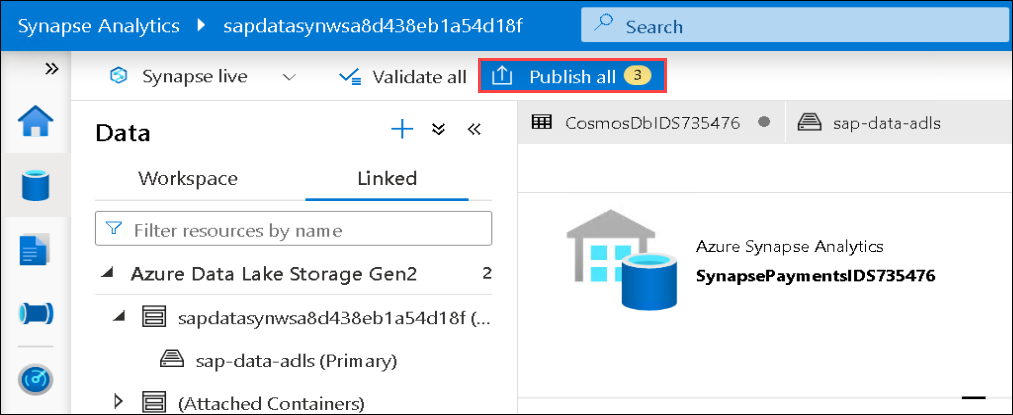 Synapse Analytics sapdatasynwsa8d438eb1a54d18f Search
Synapse live Validate all Publish all 3
Data
CosmosDbIDS735476 sap-data-adls
Workspace Linked
Filter resources by name
Azure Synapse Analytics
SynapsePaymentsIDS735476
Azure Data Lake Storage Gen2 2
sapdatasynwsa8d438eb1a54d18f (...
sap-data-adls (Primary)
(Attached Containers)